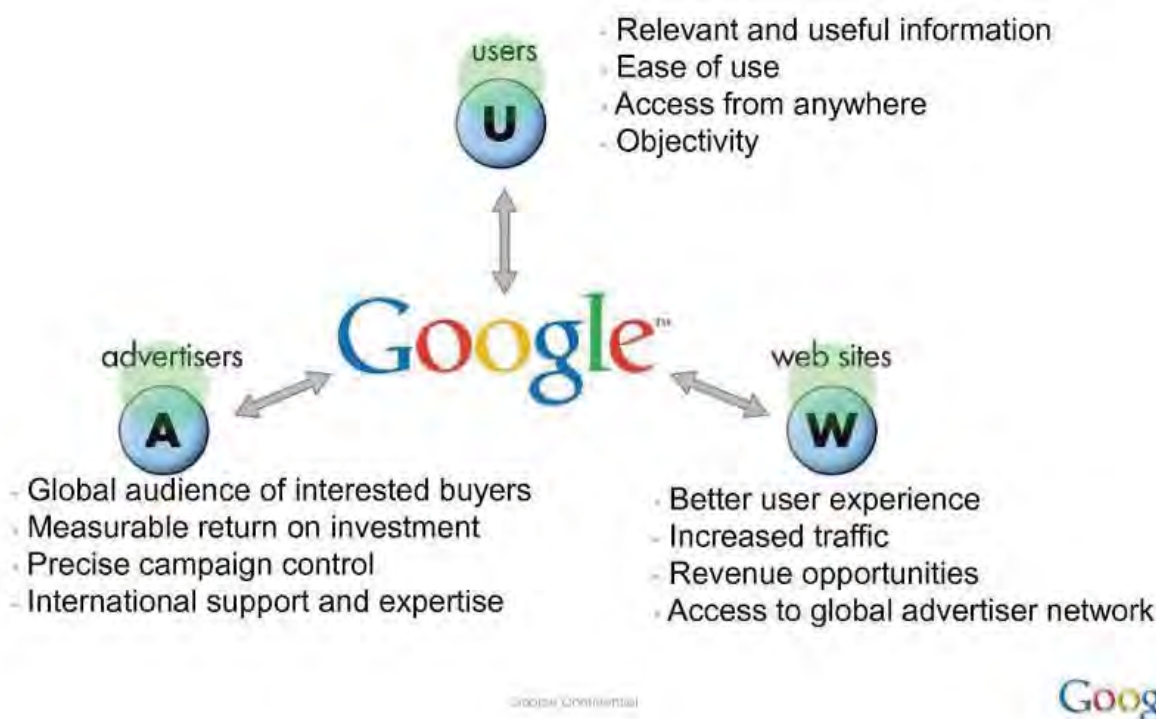 users
U
- Relevant and useful information
- Ease of use
- Access from anywhere
- Objectivity
Google™
advertisers
A
- Global audience of interested buyers
- Measurable return on investment
- Precise campaign control
- International support and expertise
web sites
W
- Better user experience
- Increased traffic
- Revenue opportunities
- Access to global advertiser network
Google Confidential
Goog